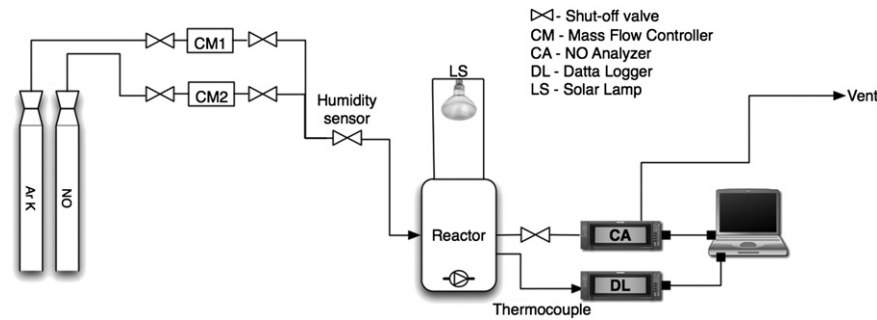 ⋈- Shut-off valve
CM - Mass Flow Controller
CA - NO Analyzer
DL - Datta Logger
LS - Solar Lamp
CM1
CM2
LS
Humidity
sensor
Vent
Ar K
NO
Reactor
CA
DL
Thermocouple